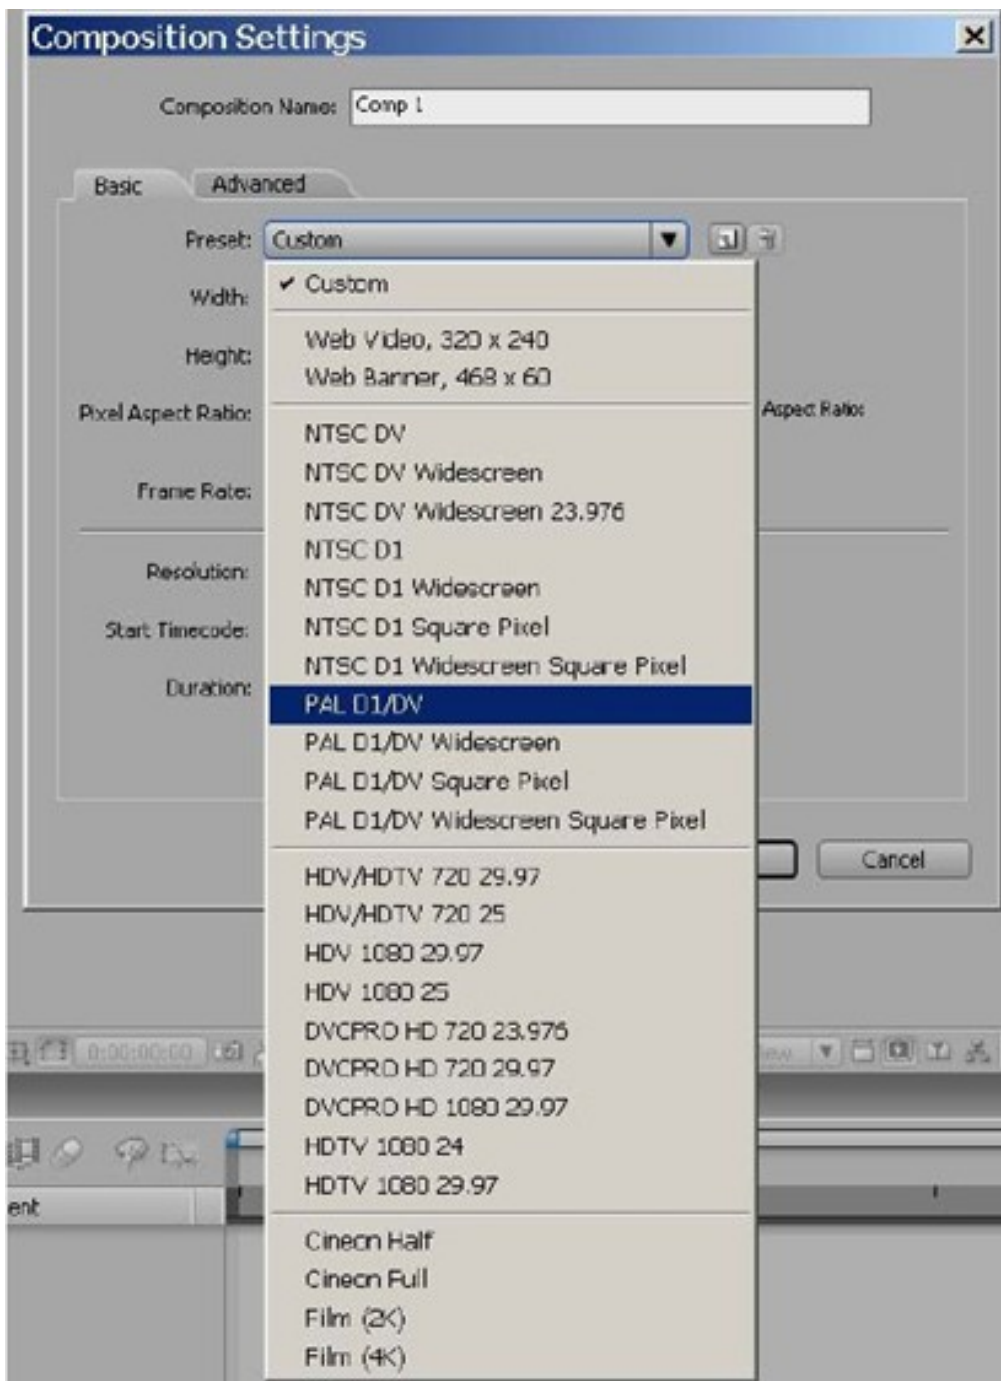 Composition Settings
Composition Name: Comp 1
Basic Advanced
Preset: Custom
Width:
Height:
Pixel Aspect Ratio:
Aspect Ratio:
Frame Rate:
Resolution:
Start Timecode:
Duration:
Custom
Web Video, 320 x 240
Web Banner, 468 x 60
NTSC DV
NTSC DV Widescreen
NTSC DV Widescreen 23.976
NTSC D1
NTSC D1 Widescreen
NTSC D1 Square Pixel
NTSC D1 Widescreen Square Pixel
PAL D1/DV
PAL D1/DV Widescreen
PAL D1/DV Square Pixel
PAL D1/DV Widescreen Square Pixel
HDV/HDTV 720 29.97
HDV/HDTV 720 25
HDV 1080 29.97
HDV 1080 25
DVCPRO HD 720 23.976
DVCPRO HD 720 29.97
DVCPRO HD 1080 29.97
HDTV 1080 24
HDTV 1080 29.97
Cineon Half
Cineon Full
Film (2K)
Film (4K)
Cancel
0:00:00:00
ent